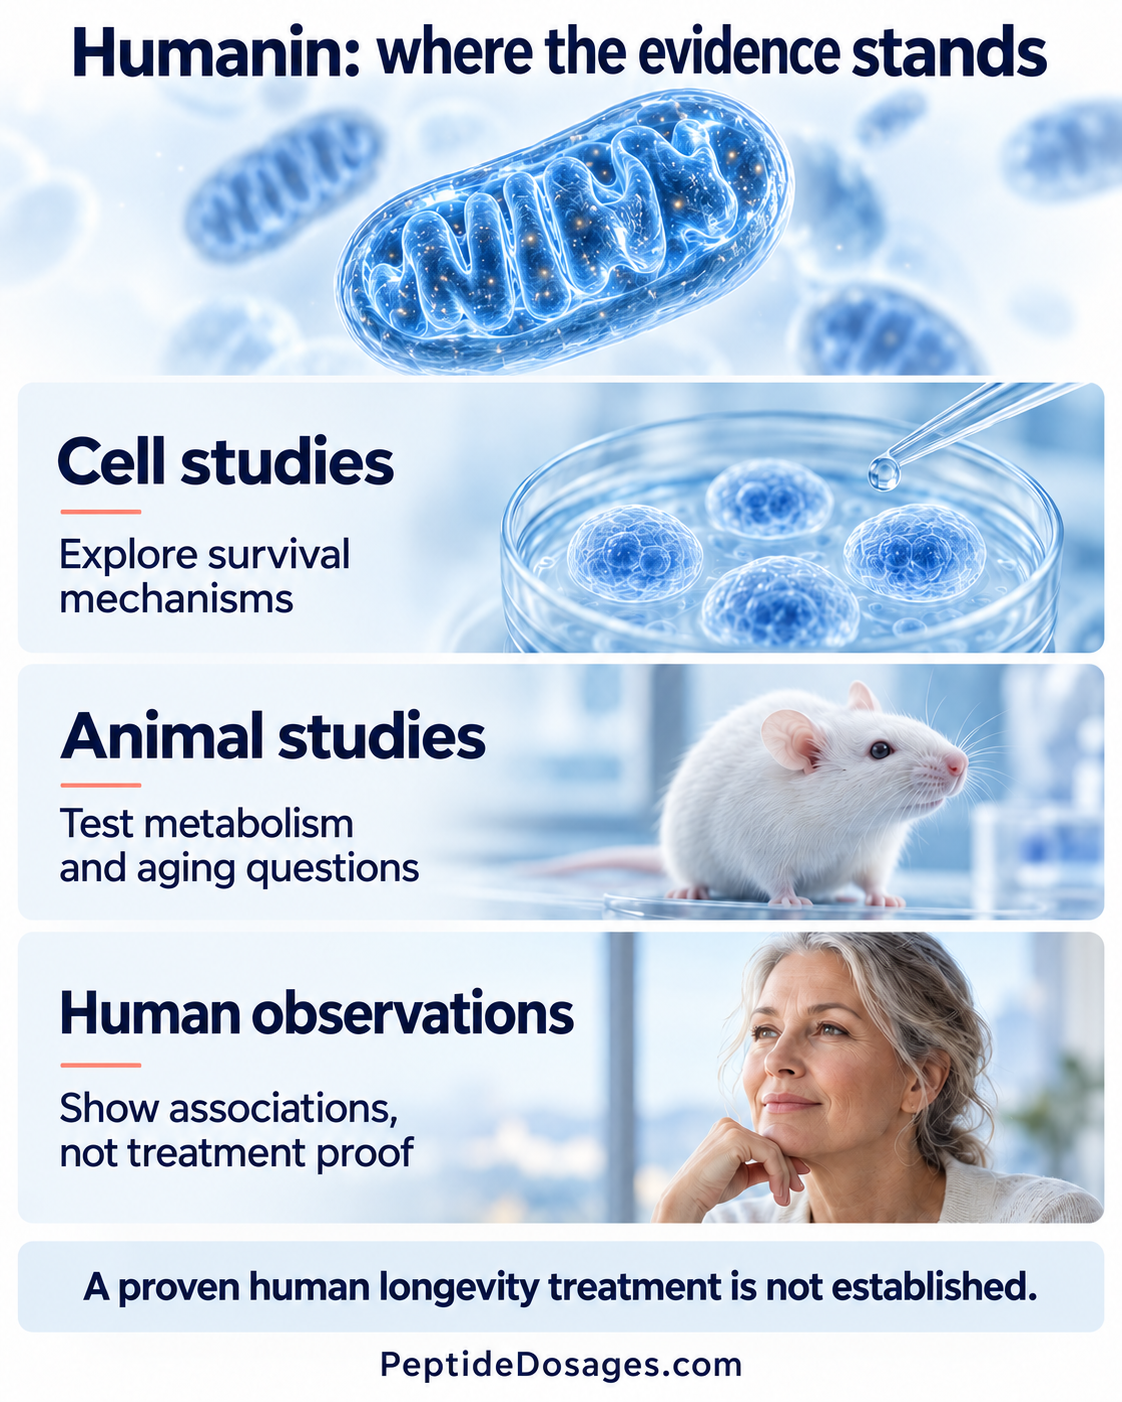 Humanin: where the evidence stands
Cell studies
Explore survival
mechanisms
Animal studies
Test metabolism
and aging questions
Human observations
Show associations,
not treatment proof
A proven human longevity treatment is not established.
PeptideDosages.com